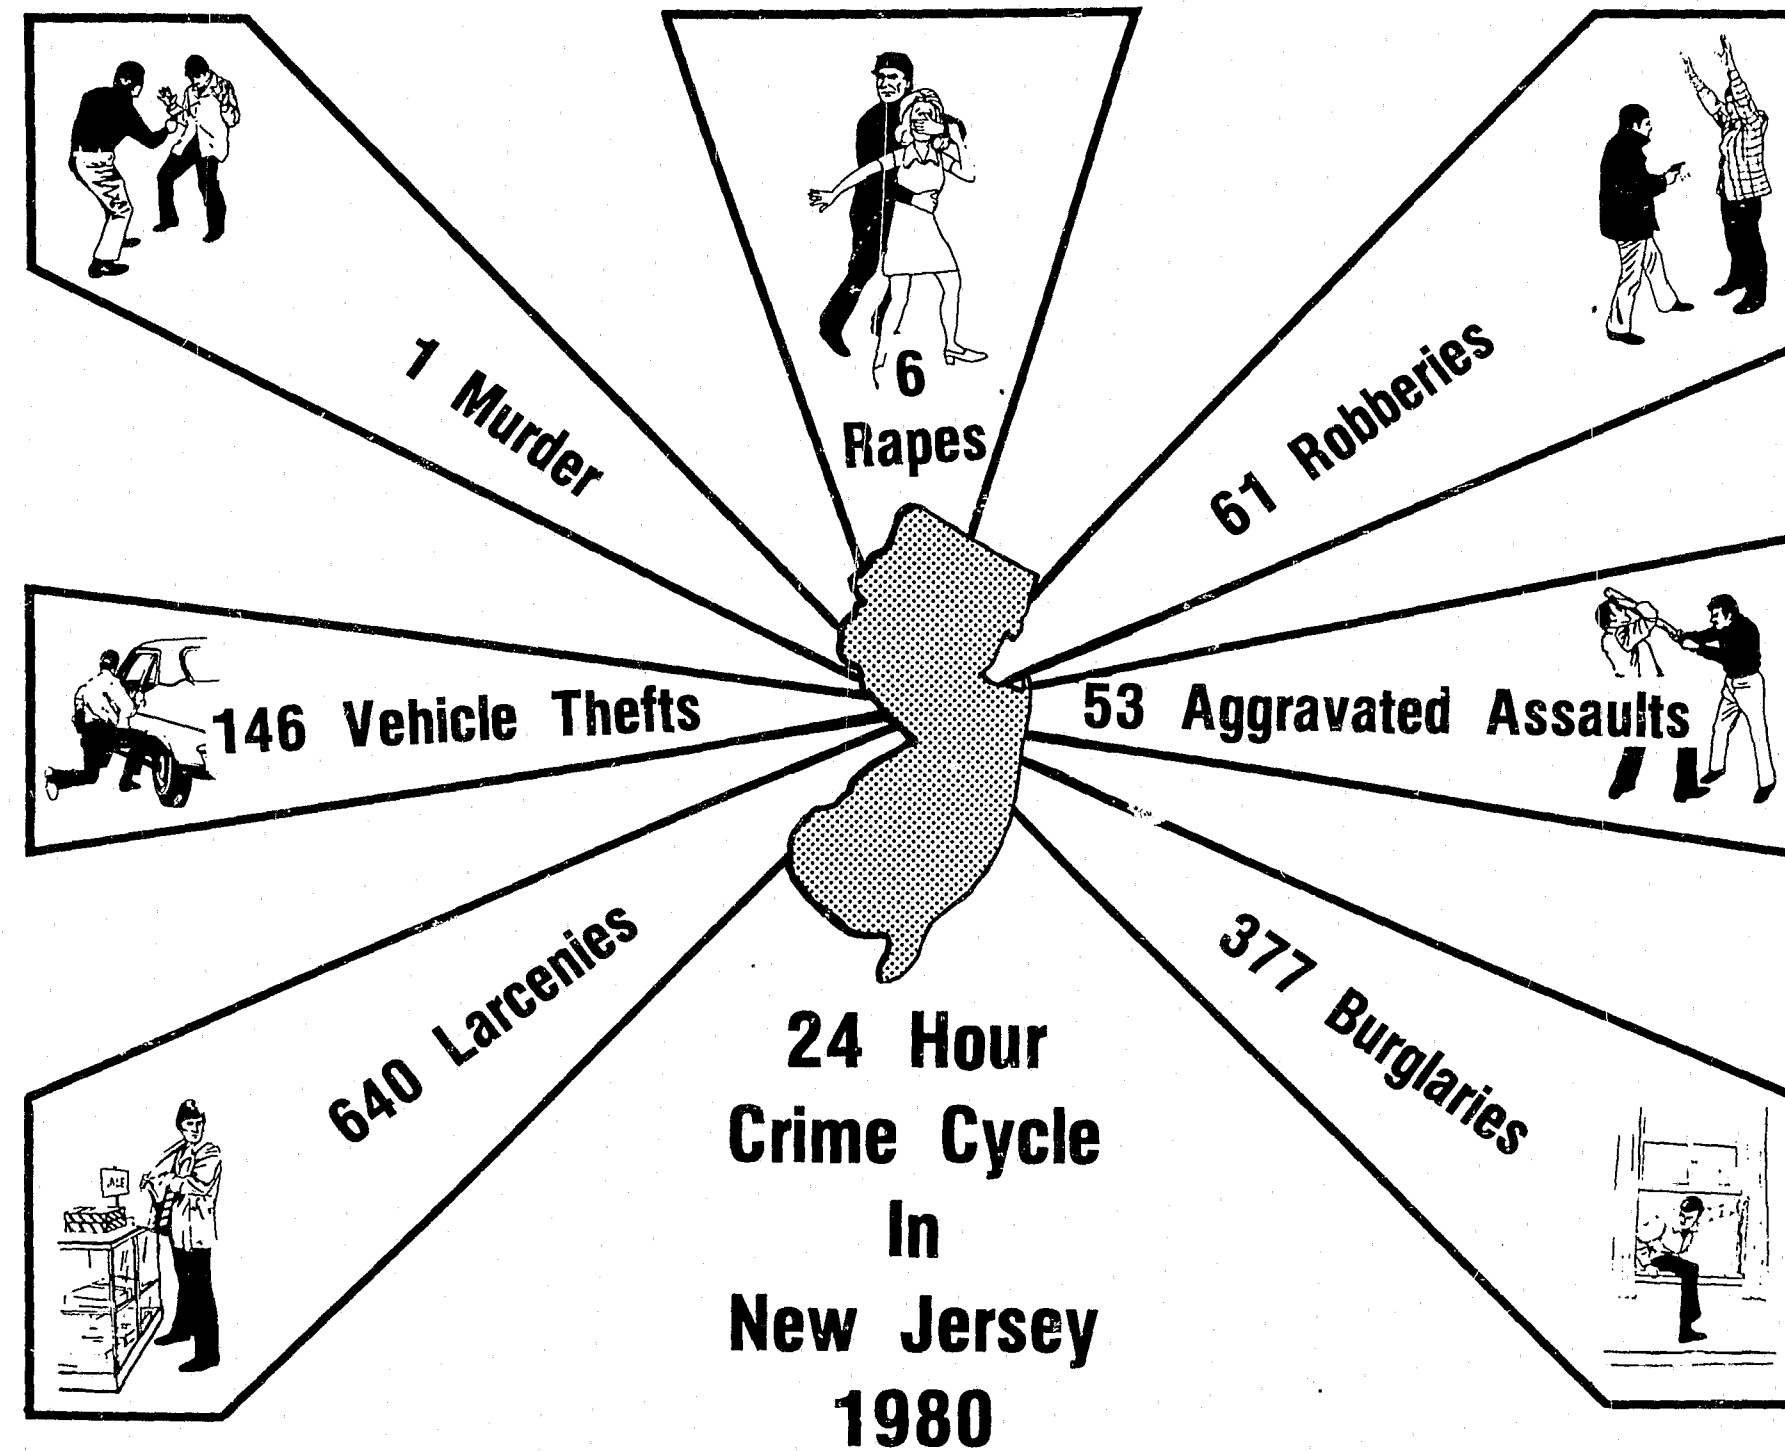 1 Murder
6
Rapes
61 Robberies
146 Vehicle Thefts
53 Aggravated Assaults
640 Larcenies
377 Burglaries
ALE
24 Hour
Crime Cycle
In
New Jersey
1980